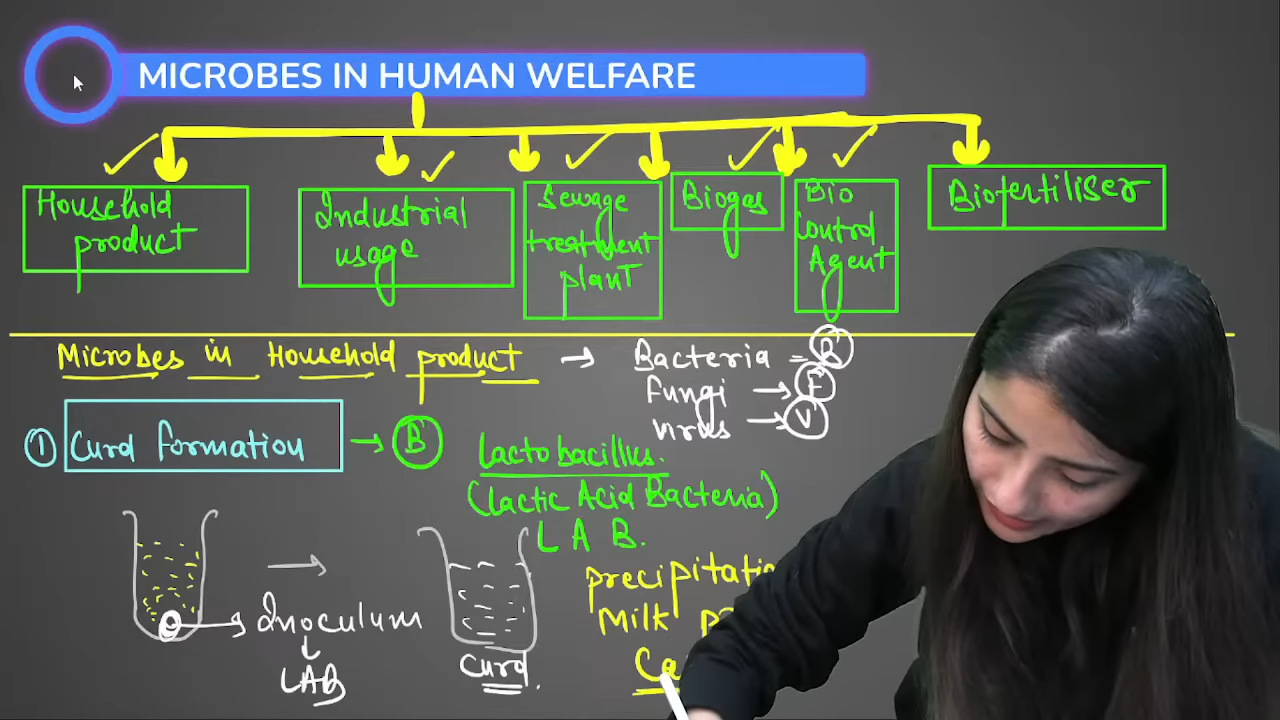 MICROBES IN HUMAN WELFARE
Household
product
Industrial
usage
Sewage
treatment
plant
Biogas
Bio
Control
Agent
Biofertiliser
Microbes in Household product → Bacteria = B
fungi → F
virus → V
① Curd formation → B
Lactobacillus.
(Lactic Acid Bacteria)
L A B.
Inoculum
LAB
curd.
Milk